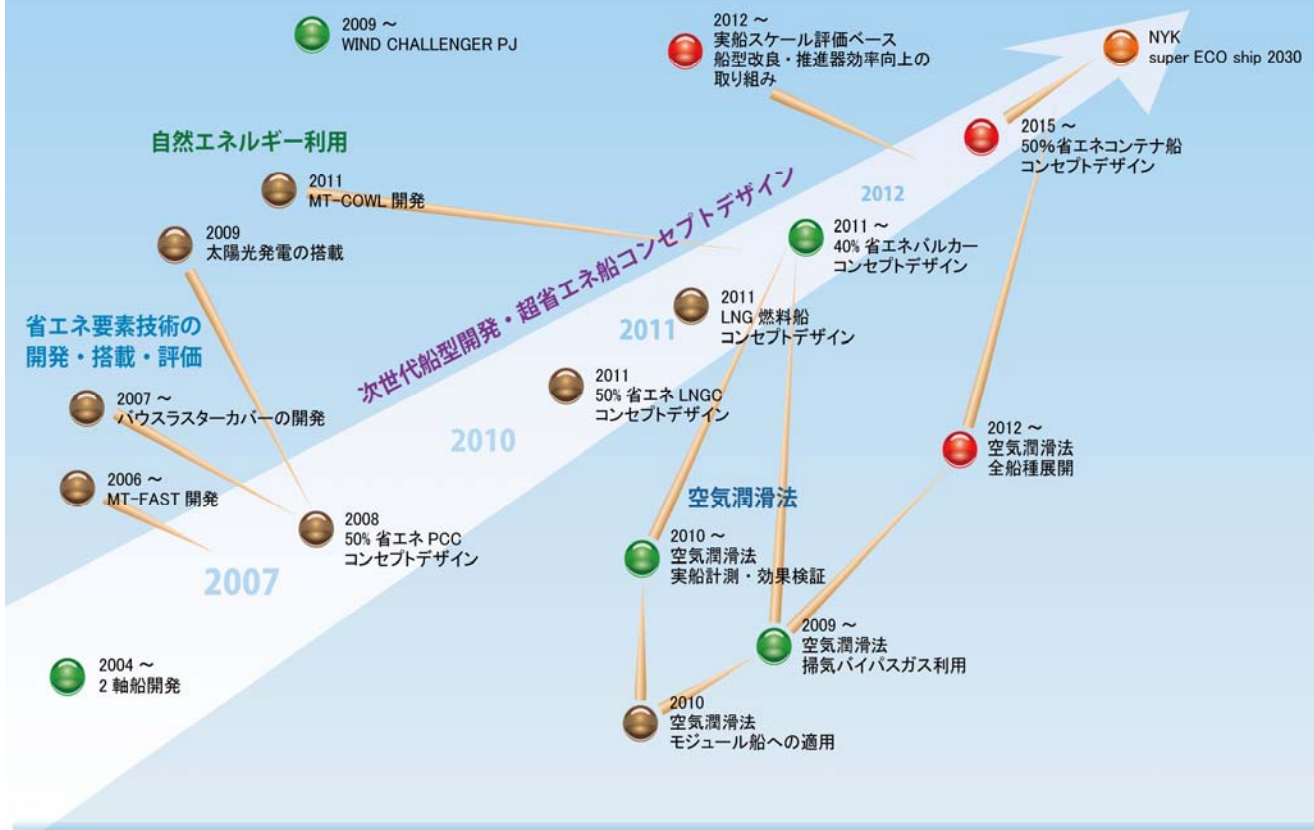 2009 ～
WIND CHALLENGER PJ
2012 ～
実船スケール評価ベース
船型改良・推進器効率向上の
取り組み
NYK
super ECO ship 2030
2015 ～
50%省エネコンテナ船
コンセプトデザイン
自然エネルギー利用
2011
MT-COWL 開発
2009
太陽光発電の搭載
次世代船型開発・超省エネ船コンセプトデザイン
2012
2011 ～
40% 省エネバルカー
コンセプトデザイン
省エネ要素技術の
開発・搭載・評価
2011
LNG 燃料船
コンセプトデザイン
2011
2011
50% 省エネ LNGC
コンセプトデザイン
2007 ～
バウスラスターカバーの開発
2010
2012 ～
空気潤滑法
全船種展開
2006 ～
MT-FAST 開発
2008
50% 省エネ PCC
コンセプトデザイン
2007
空気潤滑法
2010 ～
空気潤滑法
実船計測・効果検証
2009 ～
空気潤滑法
掃気バイパスガス利用
2004 ～
2 軸船開発
2010
空気潤滑法
モジュール船への適用